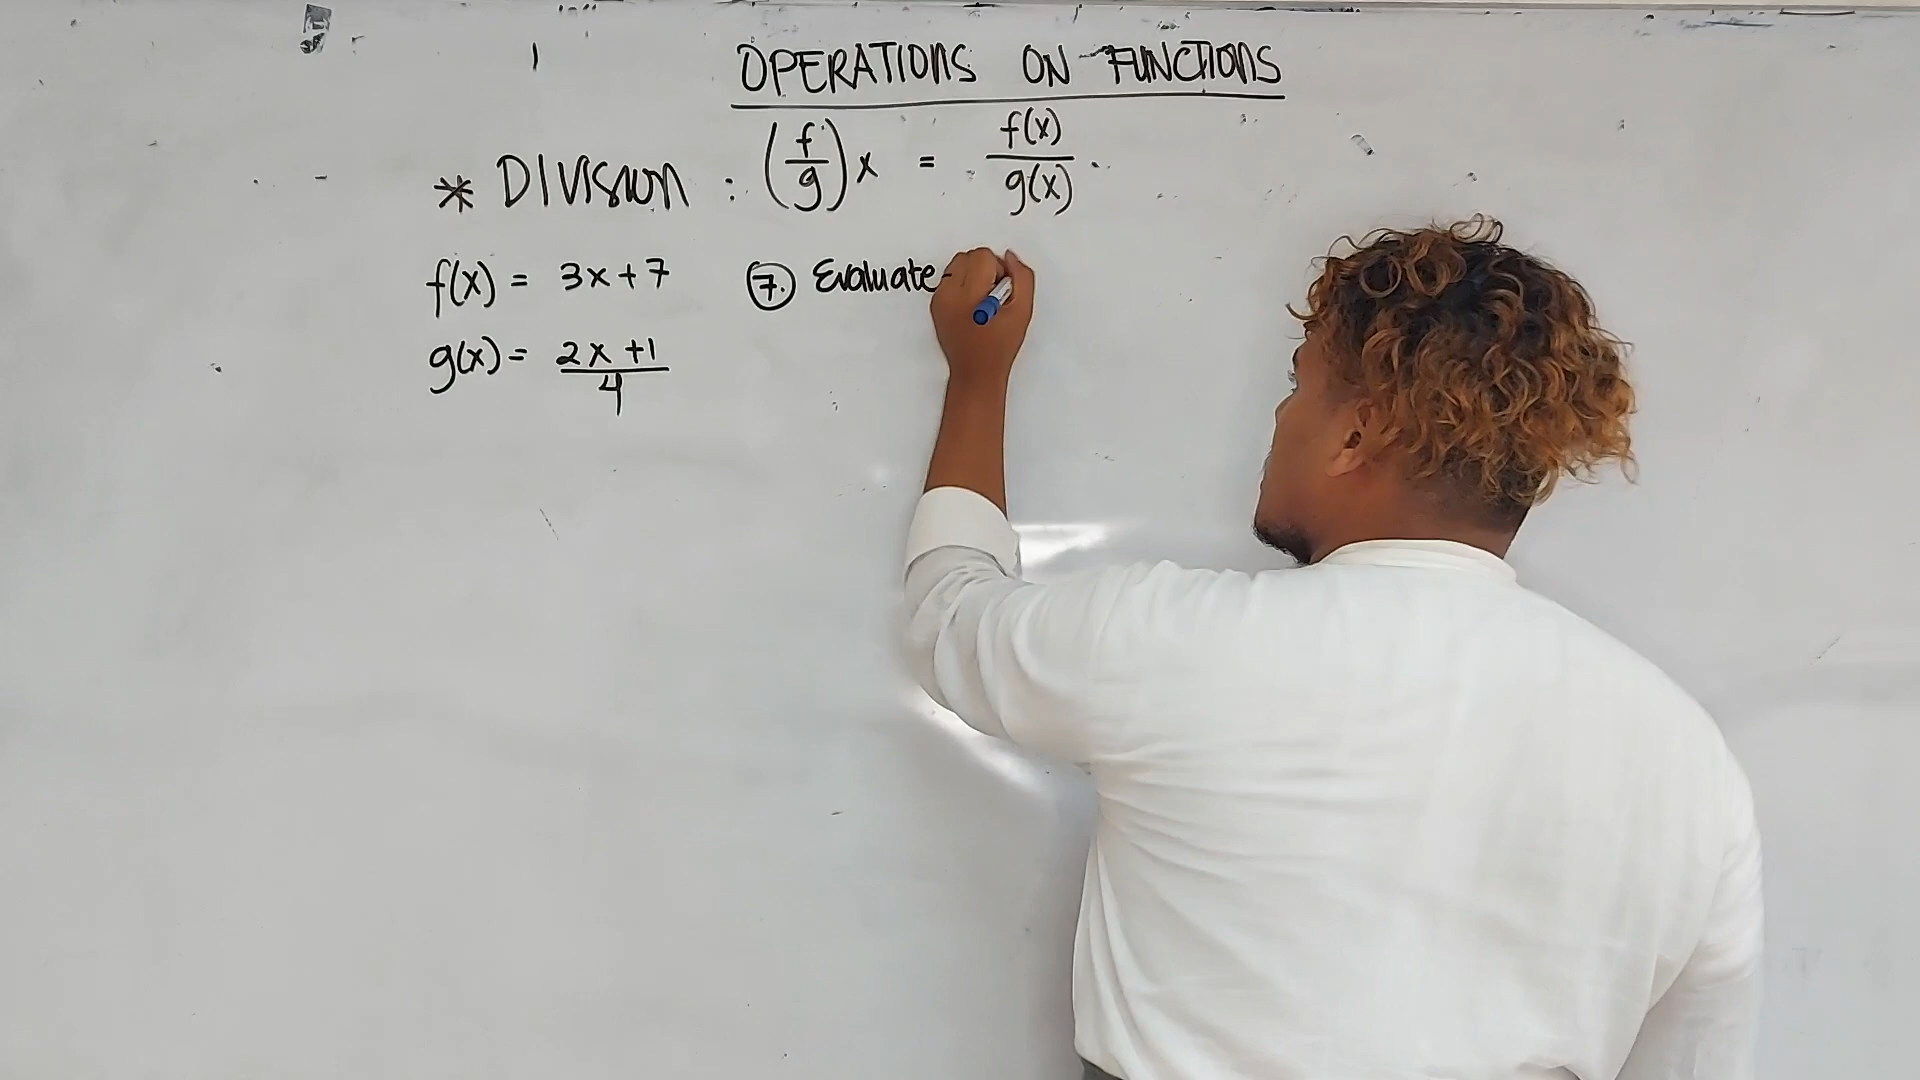 OPERATIONS ON FUNCTIONS
* DIVISION : (f/g)x = f(x)/g(x) .
f(x) = 3x+7
g(x) = 2x+1/4
7. Evaluate